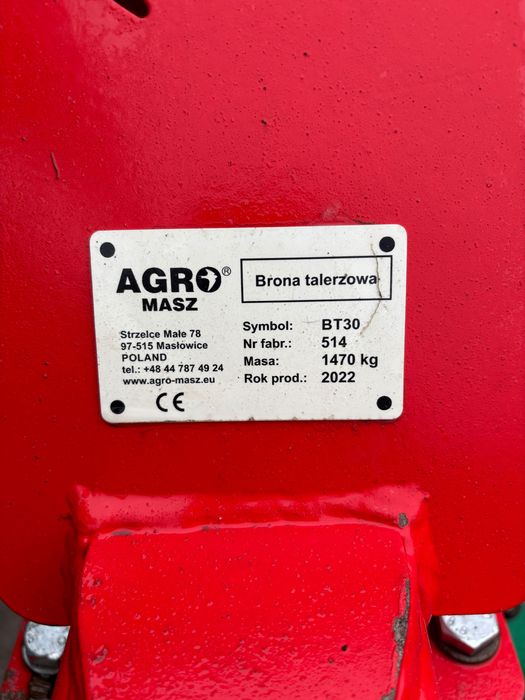 AGRO®
MASZ
Brona talerzowa
Strzelce Małe 78
97-515 Masłowice
POLAND
tel.: +48 44 787 49 24
www.agro-masz.eu
CE
Symbol: BT30
Nr fabr.: 514
Masa: 1470 kg
Rok prod.: 2022